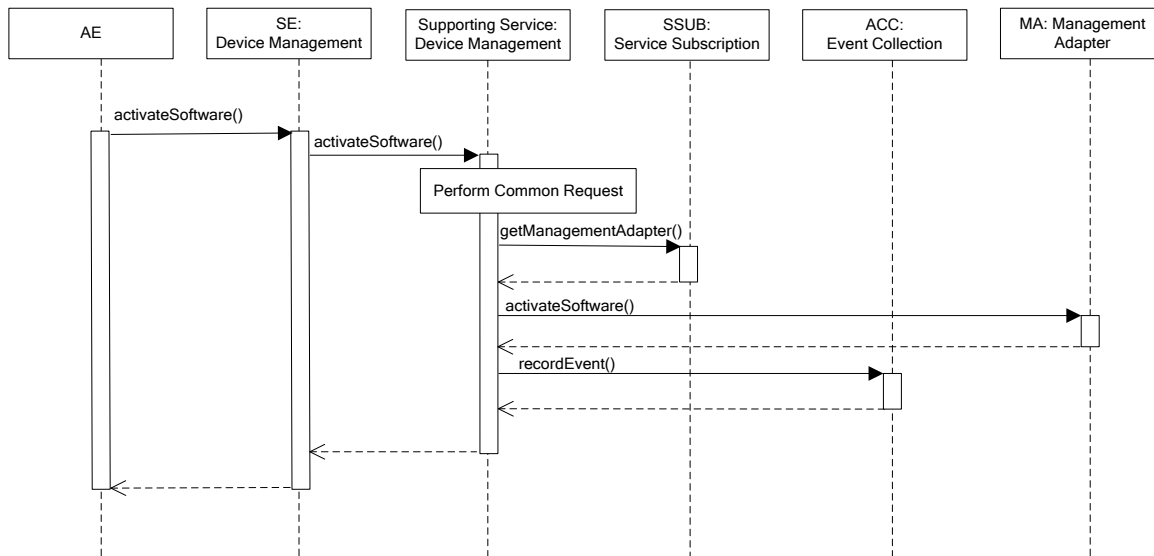 AE
SE:
Device Management
Supporting Service:
Device Management
SSUB:
Service Subscription
ACC:
Event Collection
MA: Management
Adapter
activateSoftware()
activateSoftware()
Perform Common Request
getManagementAdapter()
activateSoftware()
recordEvent()